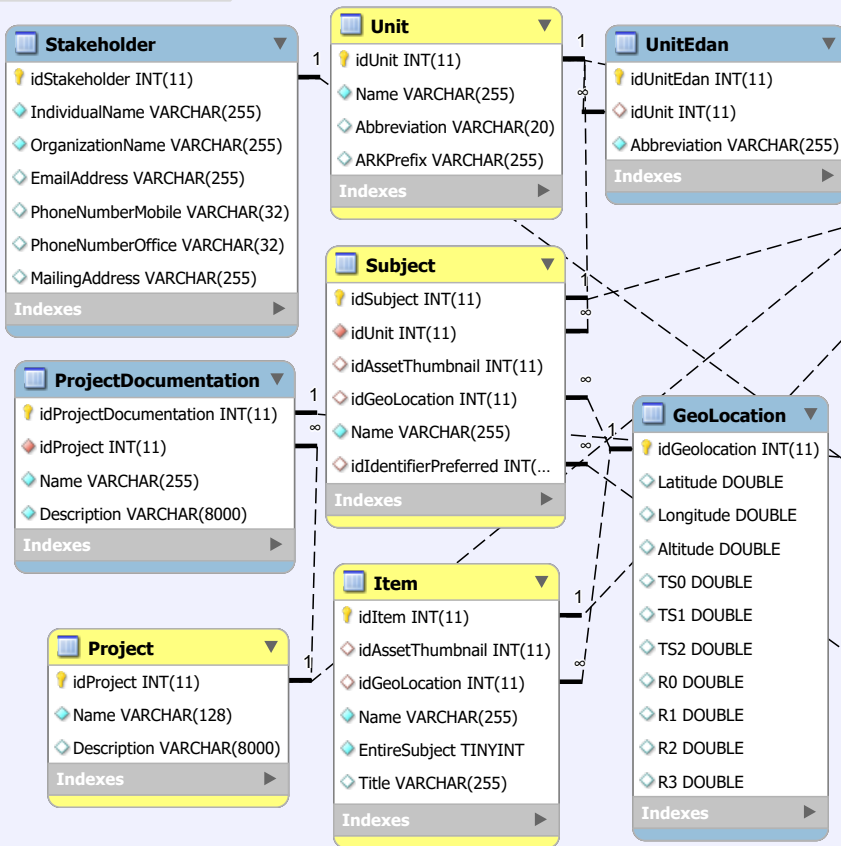 Stakeholder
idStakeholder INT(11)
IndividualName VARCHAR(255)
OrganizationName VARCHAR(255)
EmailAddress VARCHAR(255)
PhoneNumberMobile VARCHAR(32)
PhoneNumberOffice VARCHAR(32)
MailingAddress VARCHAR(255)
Indexes
1
Unit
idUnit INT(11)
Name VARCHAR(255)
Abbreviation VARCHAR(20)
ARKPrefix VARCHAR(255)
Indexes
1
∞
UnitEdan
idUnitEdan INT(11)
idUnit INT(11)
Abbreviation VARCHAR(255)
Indexes
Subject
idSubject INT(11)
idUnit INT(11)
idAssetThumbnail INT(11)
idGeoLocation INT(11)
Name VARCHAR(255)
idIdentifierPreferred INT(...
Indexes
1
∞
∞
∞
ProjectDocumentation
idProjectDocumentation INT(11)
idProject INT(11)
Name VARCHAR(255)
Description VARCHAR(8000)
Indexes
1
∞
GeoLocation
idGeolocation INT(11)
Latitude DOUBLE
Longitude DOUBLE
Altitude DOUBLE
TS0 DOUBLE
TS1 DOUBLE
TS2 DOUBLE
R0 DOUBLE
R1 DOUBLE
R2 DOUBLE
R3 DOUBLE
Indexes
1
Item
idItem INT(11)
idAssetThumbnail INT(11)
idGeoLocation INT(11)
Name VARCHAR(255)
EntireSubject TINYINT
Title VARCHAR(255)
Indexes
1
∞
Project
idProject INT(11)
Name VARCHAR(128)
Description VARCHAR(8000)
Indexes
1